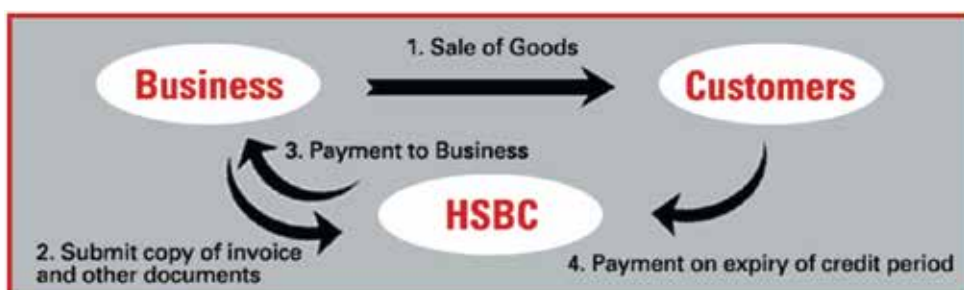 1. Sale of Goods
Business
Customers
3. Payment to Business
HSBC
2. Submit copy of invoice
and other documents
4. Payment on expiry of credit period